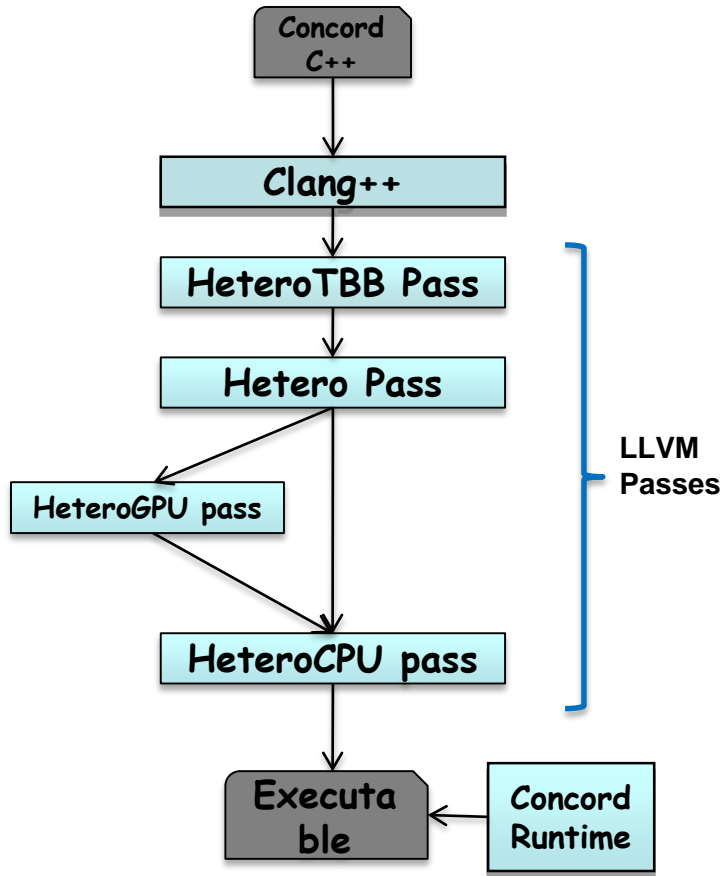 Concord
C++
Clang++
HeteroTBB Pass
Hetero Pass
LLVM
Passes
HeteroGPU pass
HeteroCPU pass
Executa
ble
Concord
Runtime